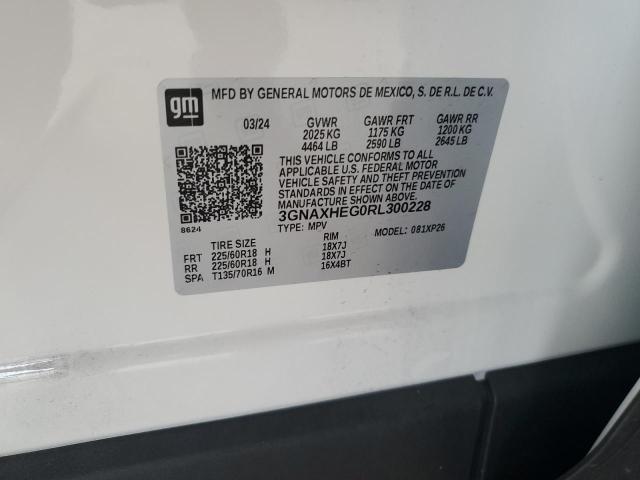 gm
MFD BY GENERAL MOTORS DE MEXICO, S. DE R.L. DE C.V.
03/24 GVWR GAWR FRT GAWR RR
2025 KG 1175 KG 1200 KG
4464 LB 2590 LB 2645 LB
THIS VEHICLE CONFORMS TO ALL
APPLICABLE U.S. FEDERAL MOTOR
VEHICLE SAFETY AND THEFT PREVENTION
STANDARDS IN EFFECT ON THE DATE OF
MANUFACTURE SHOWN ABOVE.
3GNAXHEG0RL300228
8624
TYPE: MPV MODEL: 081XP26
TIRE SIZE RIM
FRT 225/60R18 H 18X7J
RR 225/60R18 H 18X7J
SPA T135/70R16 M 16X4BT